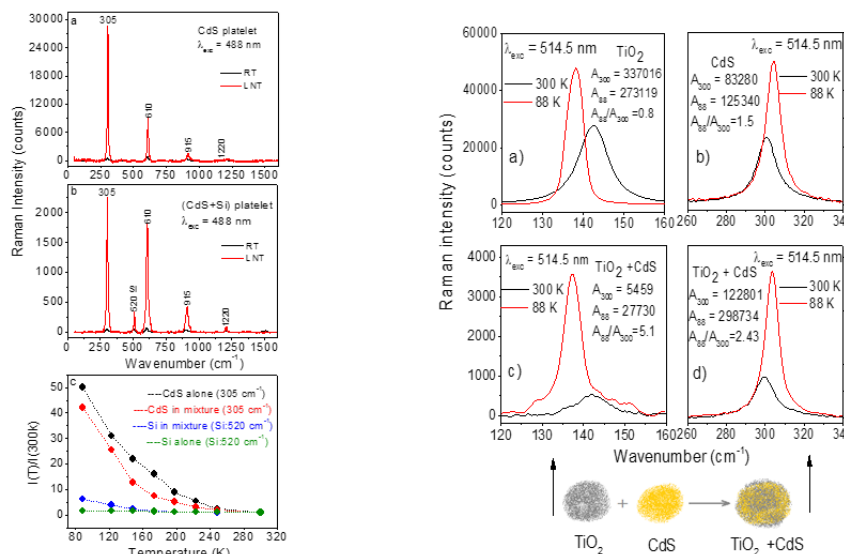 a
305
CdS platelet
λexc = 488 nm
RT
LNT
610
915
1220
30000
24000
18000
12000
6000
0
0 250 500 750 1000 1250 1500
b
305
(CdS+Si) platelet
λexc = 488 nm
RT
LNT
520 Si
610
915
1220
2000
1500
1000
500
0
0 250 500 750 1000 1250 1500
Raman Intensity (counts)
Wavenumber (cm-1)
c
CdS alone (305 cm-1)
CdS in mixture (305 cm-1)
Si in mixture (Si:520 cm-1)
Si alone (Si:520 cm-1)
50
40
30
20
10
0
I(T)/I(300K)
80 120 160 200 240 280 320
Temperature (K)
Raman intensity (counts)
60000
40000
20000
0
λexc = 514.5 nm
TiO2
300 K
88 K
A300 = 337016
A88 = 273119
A88/A300 =0.8
a)
120 130 140 150 160
λexc = 514.5 nm
CdS
A300 = 83280
A88 = 125340
A88/A300 =1.5
300 K
88 K
b)
260 280 300 320 34
4000
3000
2000
1000
0
λexc = 514.5 nm
TiO2 +CdS
300 K
88 K
A300 = 5459
A88 = 27730
A88/A300 =5.1
c)
120 130 140 150 160
λexc = 514.5 nm
TiO2 + CdS
A300 = 122801
A88 = 298734
A88/A300 =2.43
300 K
88 K
d)
260 280 300 320 34
Wavenumber (cm-1)
+
TiO2
CdS
TiO2 +CdS